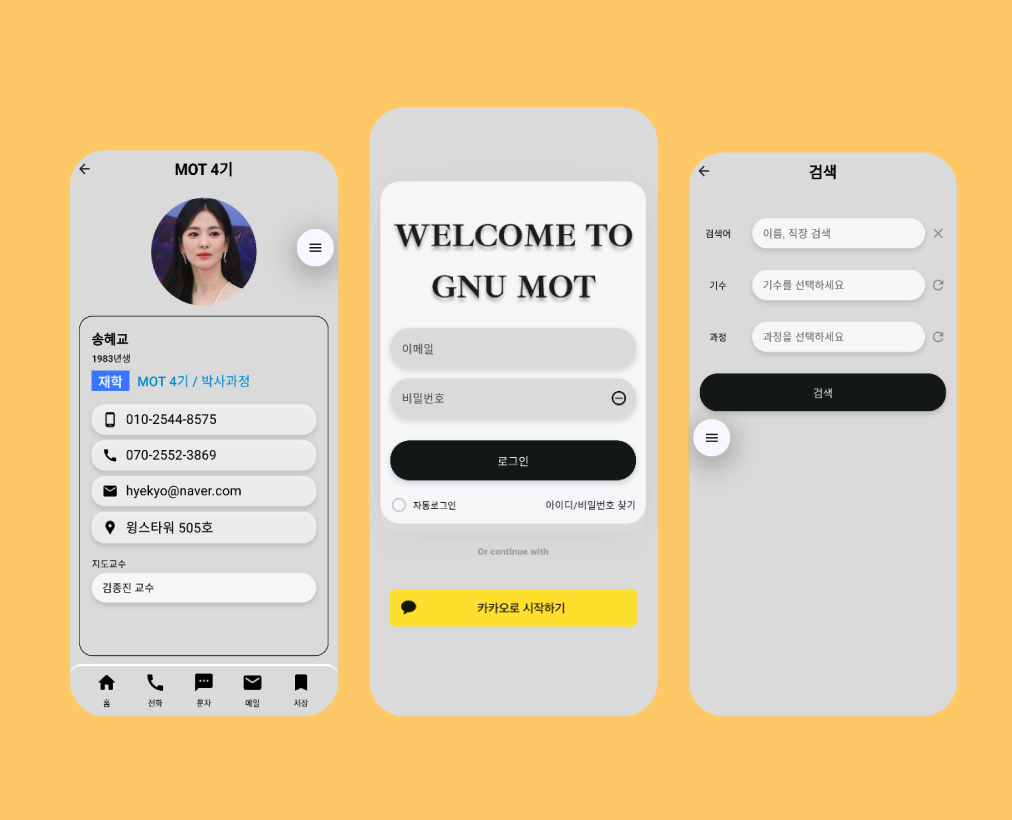 MOT 4기
송혜교
1983년생
재학 MOT 4기 / 박사과정
010-2544-8575
070-2552-3869
hyekyo@naver.com
윙스타워 505호
지도교수
김종진 교수
홈 전화 문자 메일 저장
WELCOME TO
GNU MOT
이메일
비밀번호
로그인
자동로그인 아이디/비밀번호 찾기
Or continue with
카카오로 시작하기
검색
검색어 이름, 직장 검색
기수 기수를 선택하세요
과정 과정을 선택하세요
검색